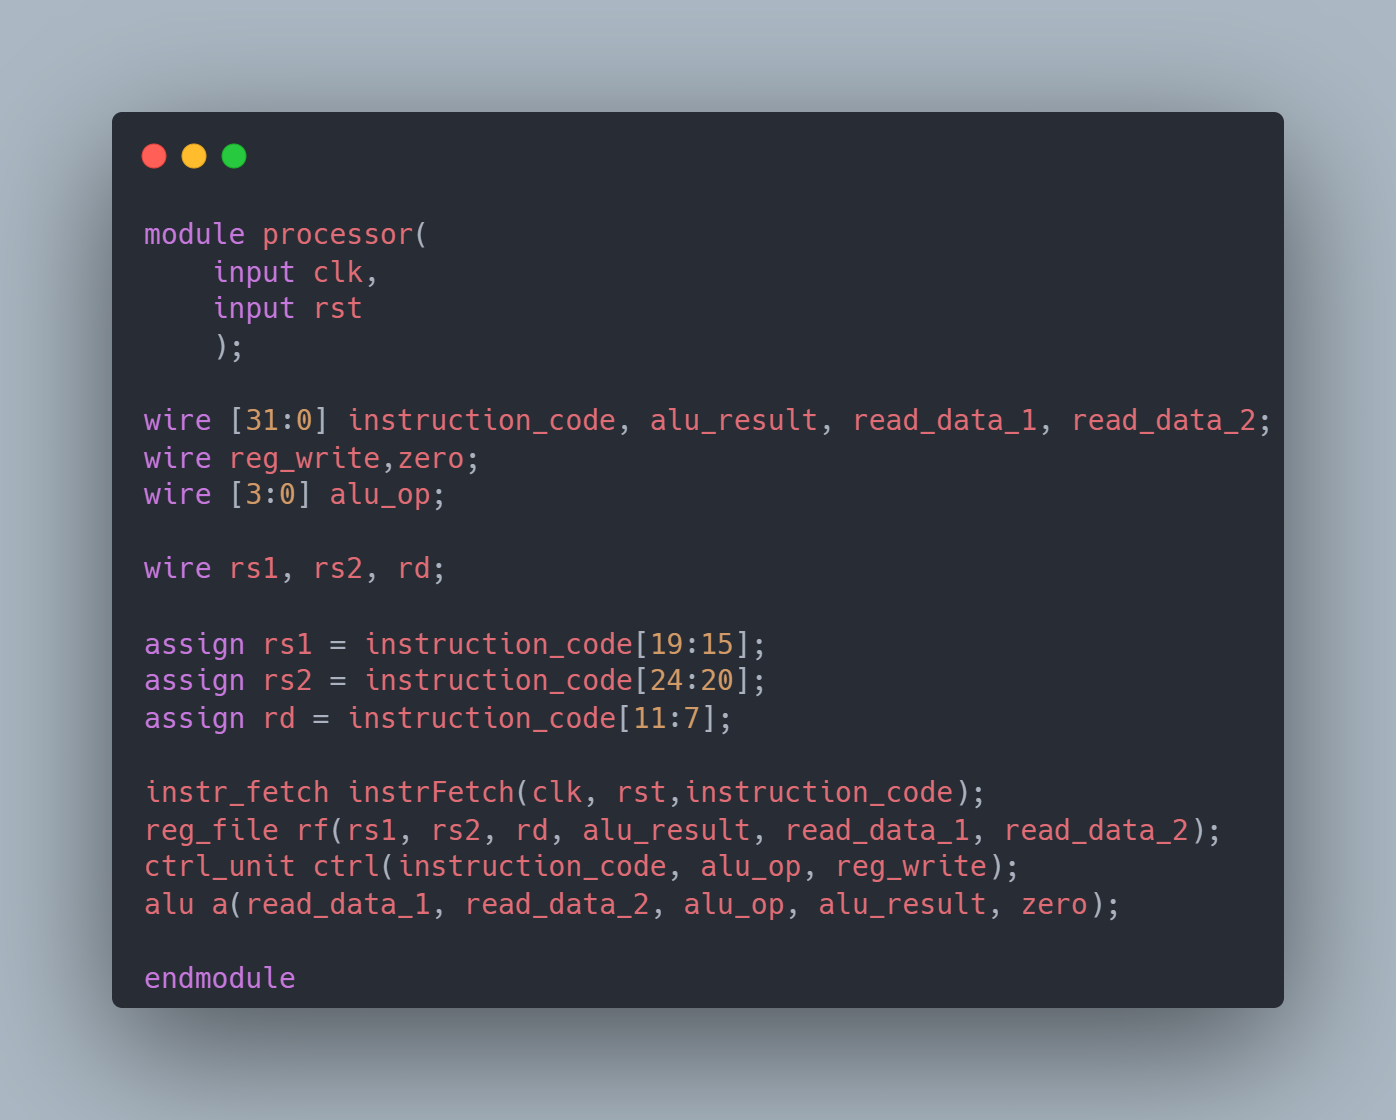 module processor(
    input clk,
    input rst
    );
wire [31:0] instruction_code, alu_result, read_data_1, read_data_2;
wire reg_write,zero;
wire [3:0] alu_op;
wire rs1, rs2, rd;
assign rs1 = instruction_code[19:15];
assign rs2 = instruction_code[24:20];
assign rd = instruction_code[11:7];
instr_fetch instrFetch(clk, rst,instruction_code);
reg_file rf(rs1, rs2, rd, alu_result, read_data_1, read_data_2);
ctrl_unit ctrl(instruction_code, alu_op, reg_write);
alu a(read_data_1, read_data_2, alu_op, alu_result, zero);
endmodule